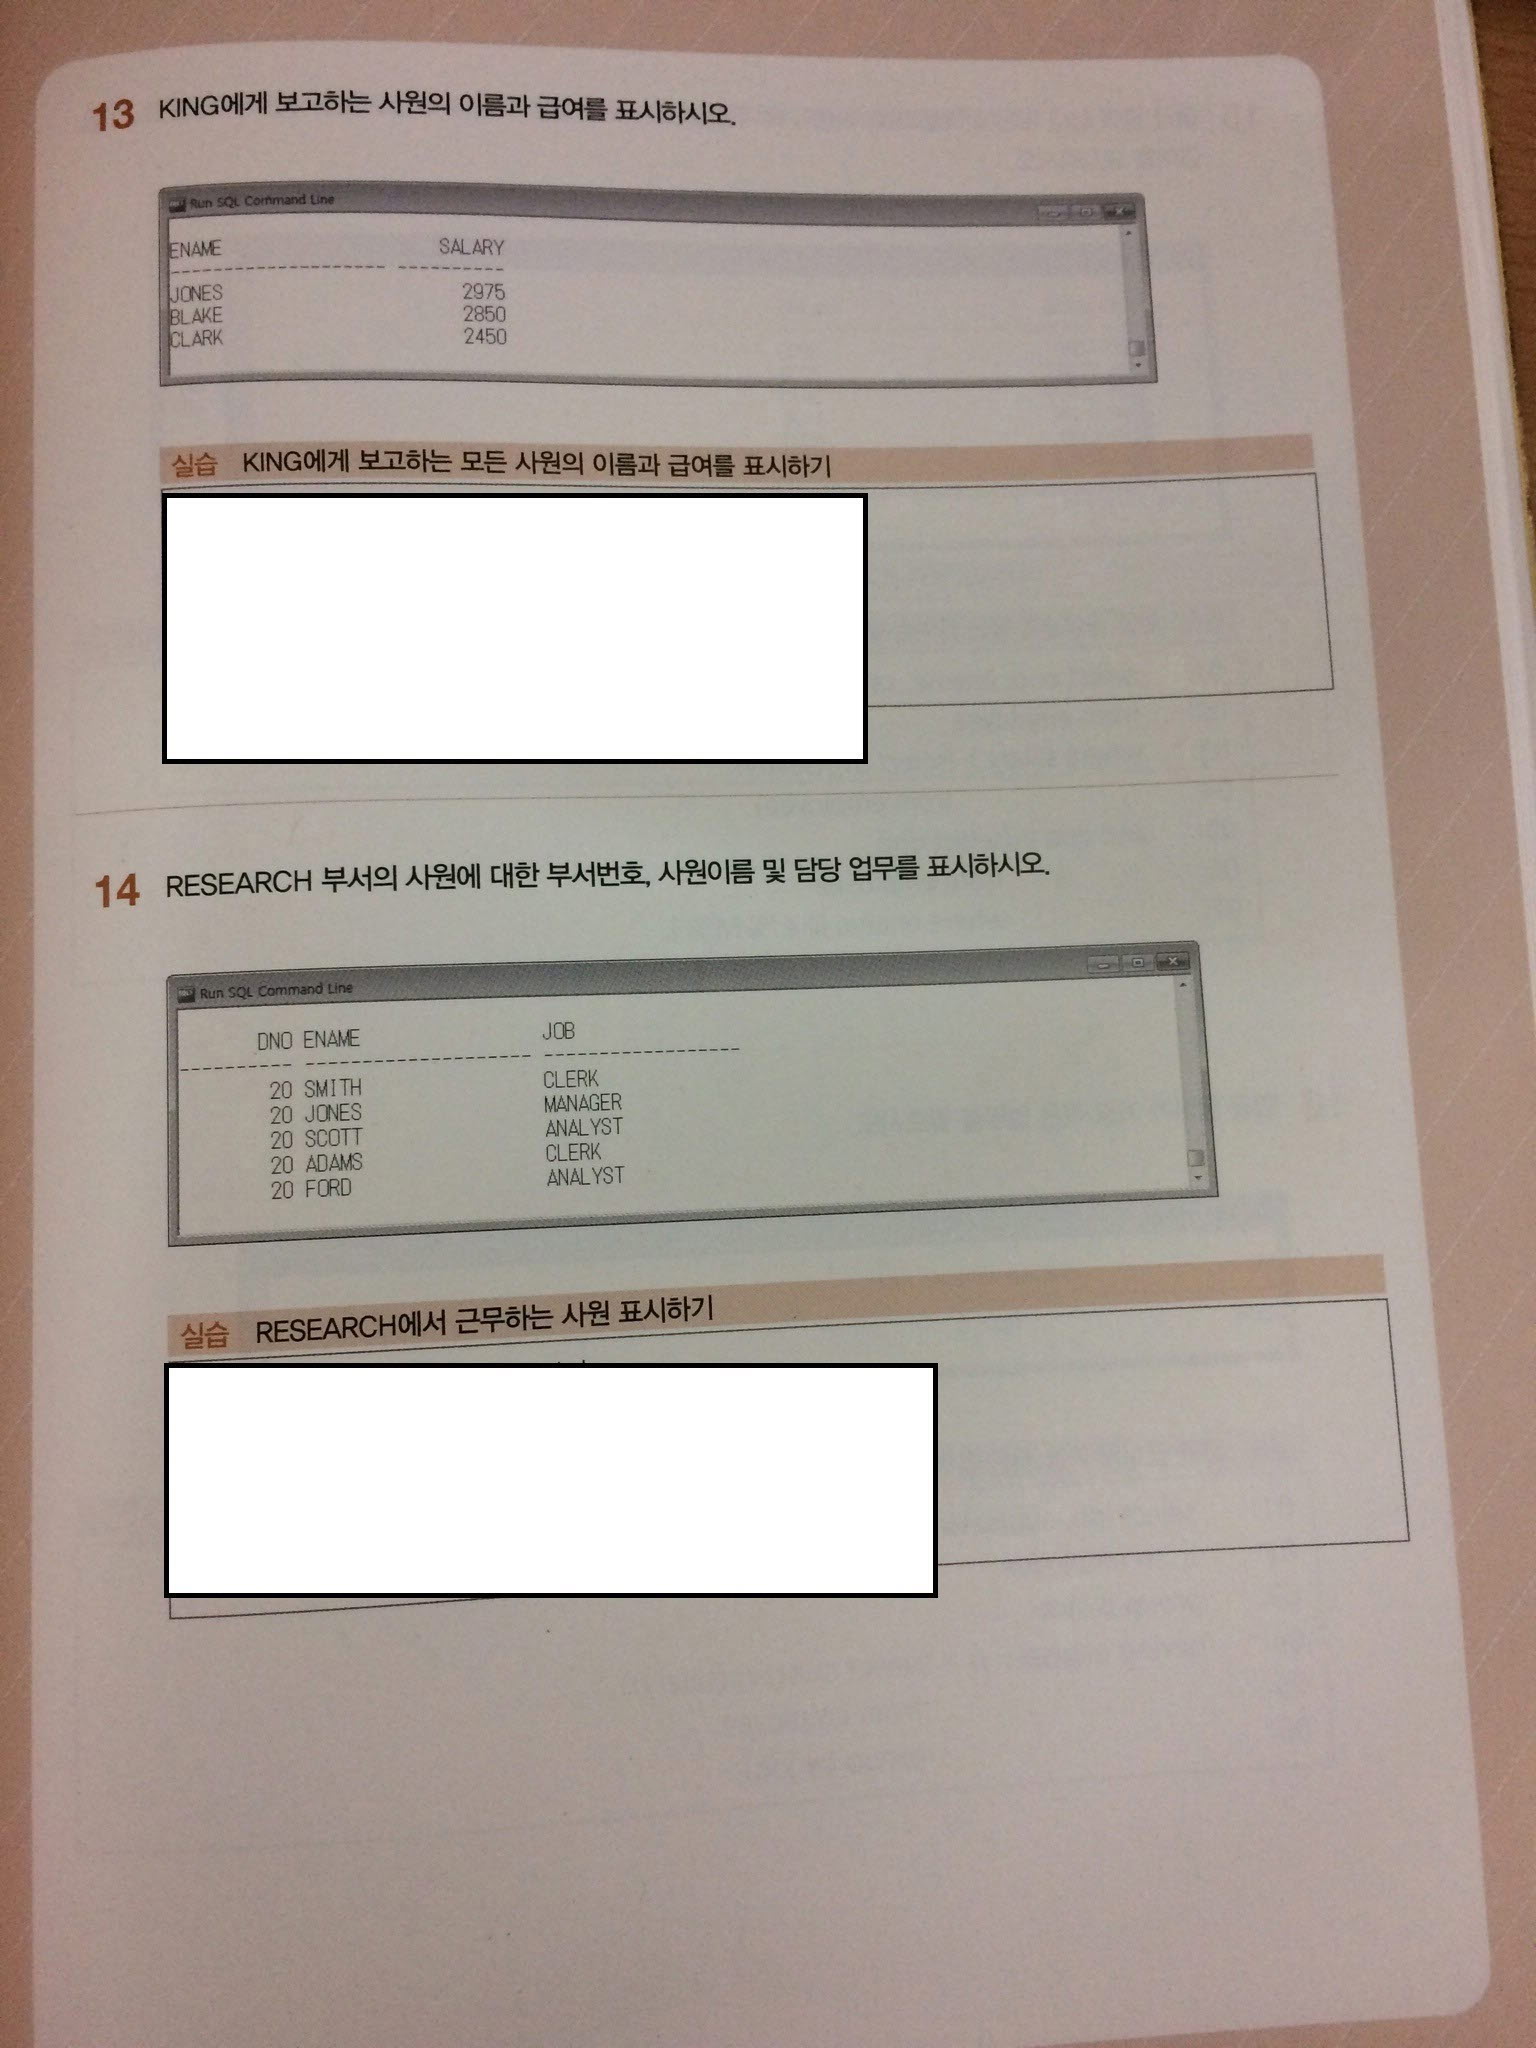 13 KING에게 보고하는 사원의 이름과 급여를 표시하시오.
Run SQL Command Line
ENAME SALARY
-------------------- ----------
JONES 2975
BLAKE 2850
CLARK 2450
실습 KING에게 보고하는 모든 사원의 이름과 급여를 표시하기
14 RESEARCH 부서의 사원에 대한 부서번호, 사원이름 및 담당 업무를 표시하시오.
Run SQL Command Line
DNO ENAME JOB
---------- -------------------- ------------------
20 SMITH CLERK
20 JONES MANAGER
20 SCOTT ANALYST
20 ADAMS CLERK
20 FORD ANALYST
실습 RESEARCH에서 근무하는 사원 표시하기